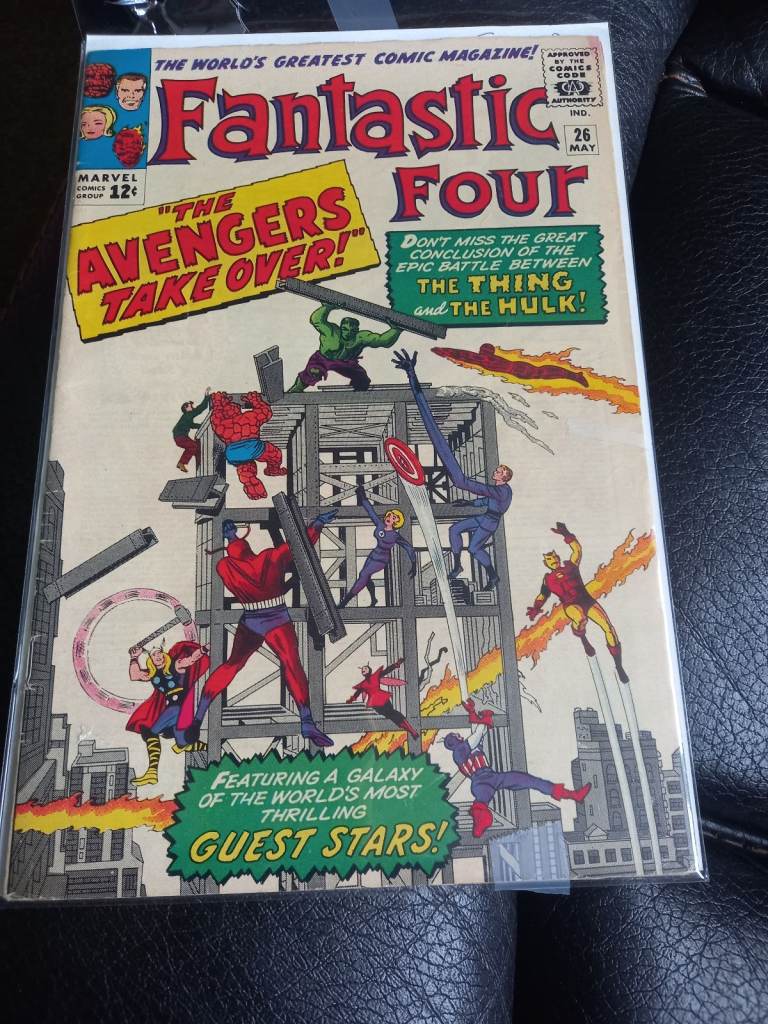 THE WORLD'S GREATEST COMIC MAGAZINE!
APPROVED
BY THE
COMICS
CODE
CA
AUTHORITY
Fantastic
Four
IND.
26
MAY
MARVEL
COMICS
GROUP
12¢
"THE
AVENGERS
TAKE OVER!"
DON'T MISS THE GREAT
CONCLUSION OF THE
EPIC BATTLE BETWEEN
THE THING
and THE HULK!
FEATURING A GALAXY
OF THE WORLD'S MOST
THRILLING
GUEST STARS!